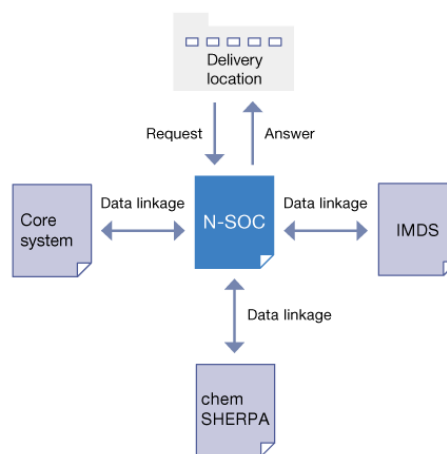 Delivery
location
Request
Answer
Core
system
Data linkage
N-SOC
Data linkage
IMDS
Data linkage
chem
SHERPA